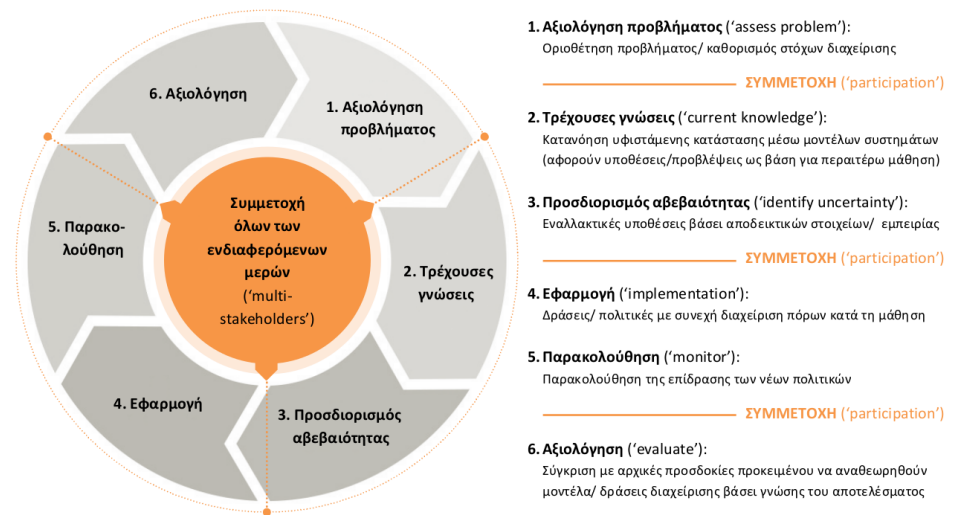 6. Αξιολόγηση
1. Αξιολόγηση
προβλήματος
5. Παρακο-
λούθηση
Συμμετοχή
όλων των
ενδιαφερόμενων
μερών
(‘multi-
stakeholders’)
2. Τρέχουσες
γνώσεις
4. Εφαρμογή
3. Προσδιορισμός
αβεβαιότητας
1. Αξιολόγηση προβλήματος (‘assess problem’):
Οριοθέτηση προβλήματος/ καθορισμός στόχων διαχείρισης
ΣΥΜΜΕΤΟΧΗ (‘participation’)
2. Τρέχουσες γνώσεις (‘current knowledge’):
Κατανόηση υφιστάμενης κατάστασης μέσω μοντέλων συστημάτων
(αφορούν υποθέσεις/προβλέψεις ως βάση για περαιτέρω μάθηση)
3. Προσδιορισμός αβεβαιότητας (‘identify uncertainty’):
Εναλλακτικές υποθέσεις βάσει αποδεικτικών στοιχείων/ εμπειρίας
ΣΥΜΜΕΤΟΧΗ (‘participation’)
4. Εφαρμογή (‘implementation’):
Δράσεις/ πολιτικές με συνεχή διαχείριση πόρων κατά τη μάθηση
5. Παρακολούθηση (‘monitor’):
Παρακολούθηση της επίδρασης των νέων πολιτικών
ΣΥΜΜΕΤΟΧΗ (‘participation’)
6. Αξιολόγηση (‘evaluate’):
Σύγκριση με αρχικές προσδοκίες προκειμένου να αναθεωρηθούν
μοντέλα/ δράσεις διαχείρισης βάσει γνώσης του αποτελέσματος